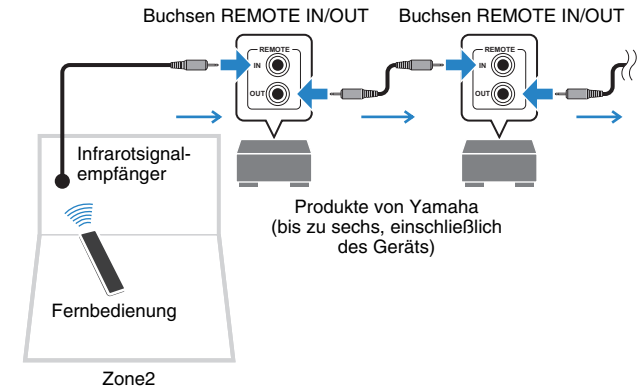 Buchsen REMOTE IN/OUT
Buchsen REMOTE IN/OUT
REMOTE
IN
OUT
REMOTE
IN
OUT
Infrarotsignal-
empfänger
Produkte von Yamaha
(bis zu sechs, einschließlich
des Geräts)
Fernbedienung
Zone2